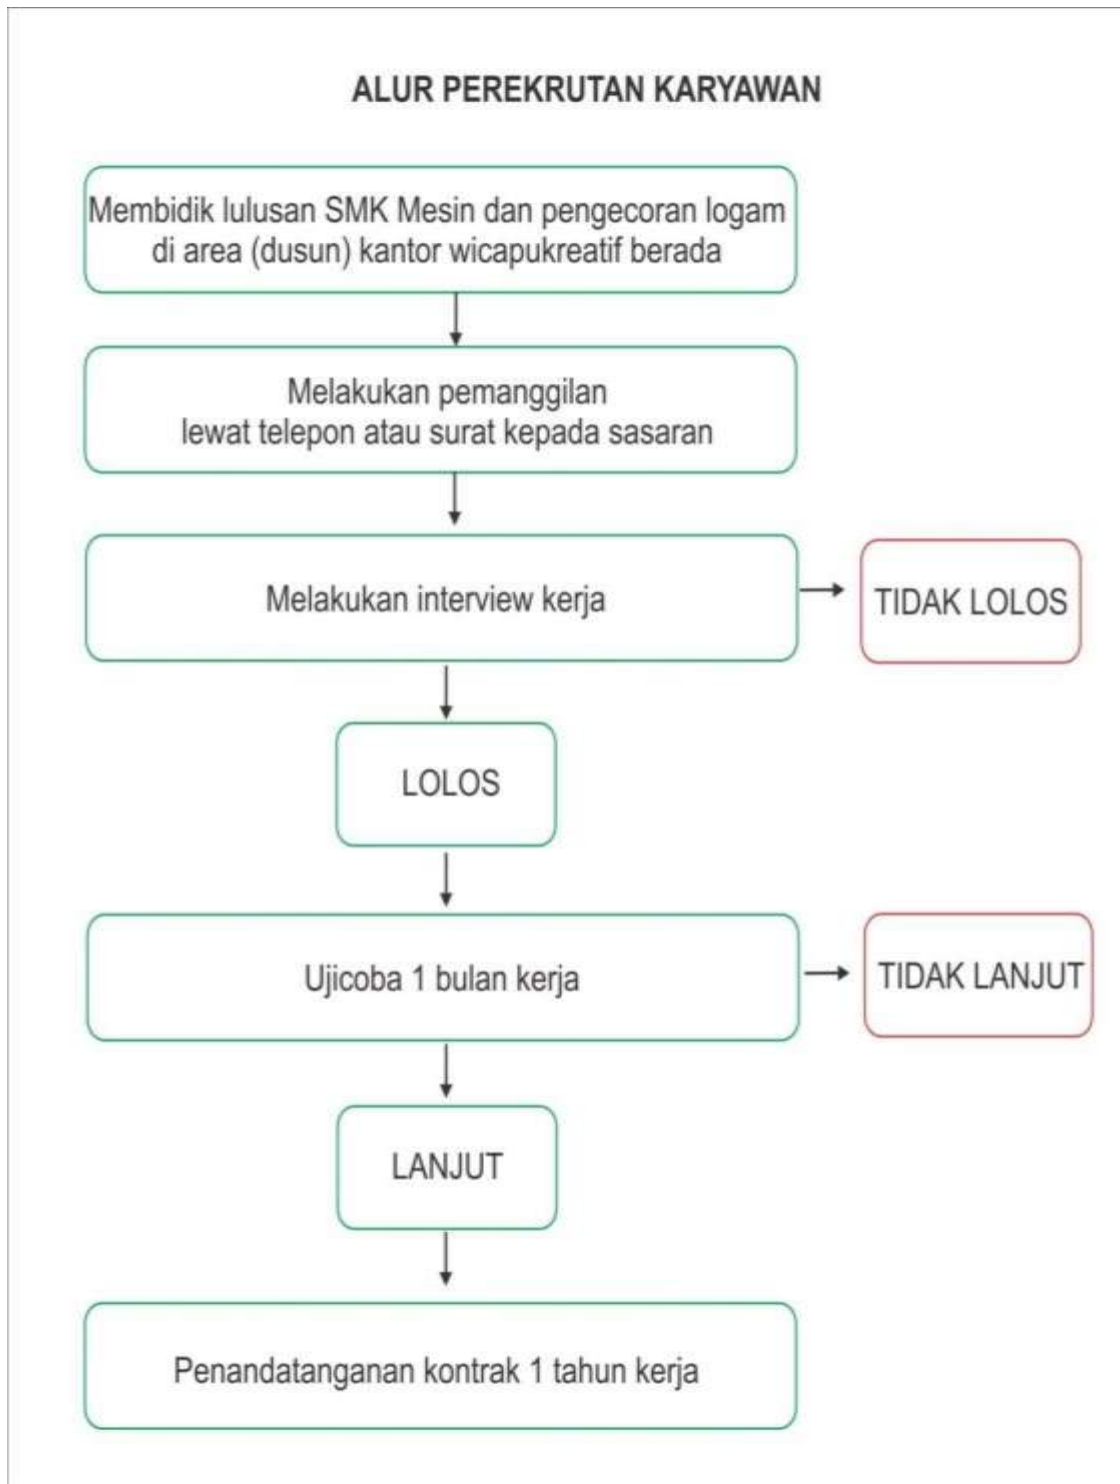 ALUR PEREKRUTAN KARYAWAN
Membidik lulusan SMK Mesin dan pengecoran logam
di area (dusun) kantor wicapukreatif berada
Melakukan pemanggilan
lewat telepon atau surat kepada sasaran
Melakukan interview kerja
TIDAK LOLOS
LOLOS
Ujicoba 1 bulan kerja
TIDAK LANJUT
LANJUT
Penandatanganan kontrak 1 tahun kerja